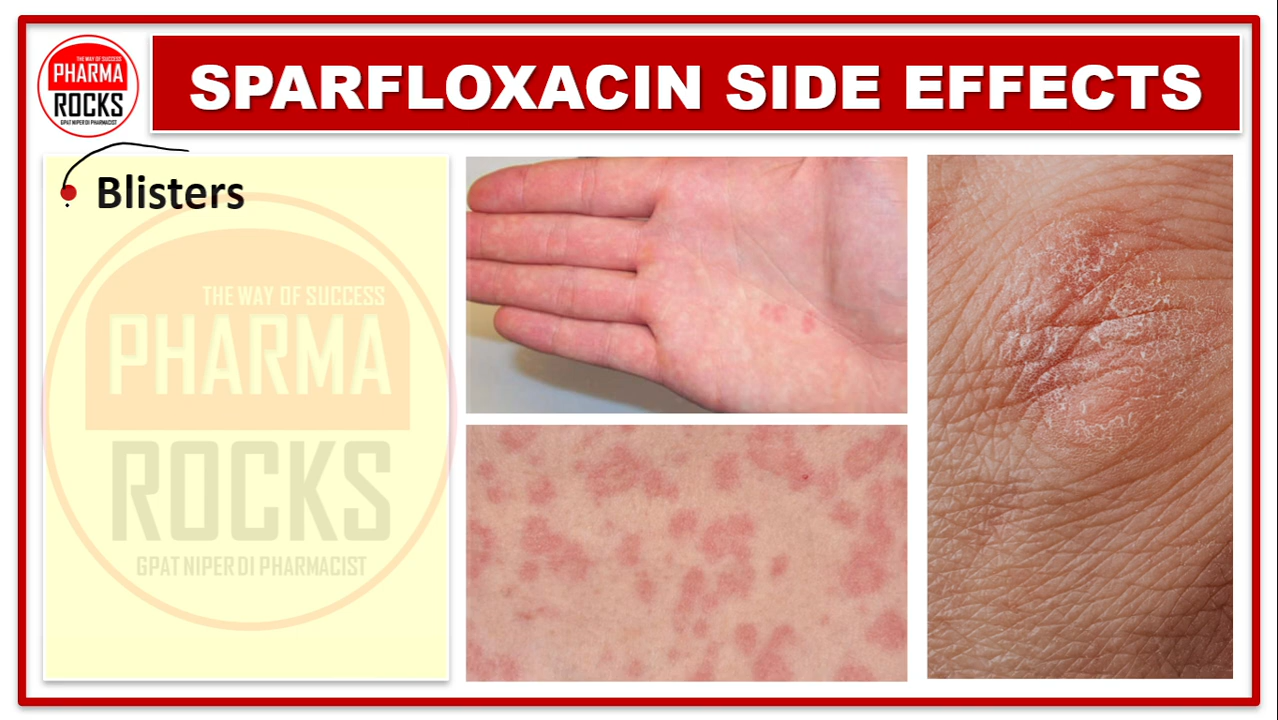 THE WAY OF SUCCESS
PHARMA
ROCKS
GPAT NIPER DI PHARMACIST
SPARFLOXACIN SIDE EFFECTS
• Blisters
THE WAY OF SUCCESS
PHARMA
ROCKS
GPAT NIPER DI PHARMACIST